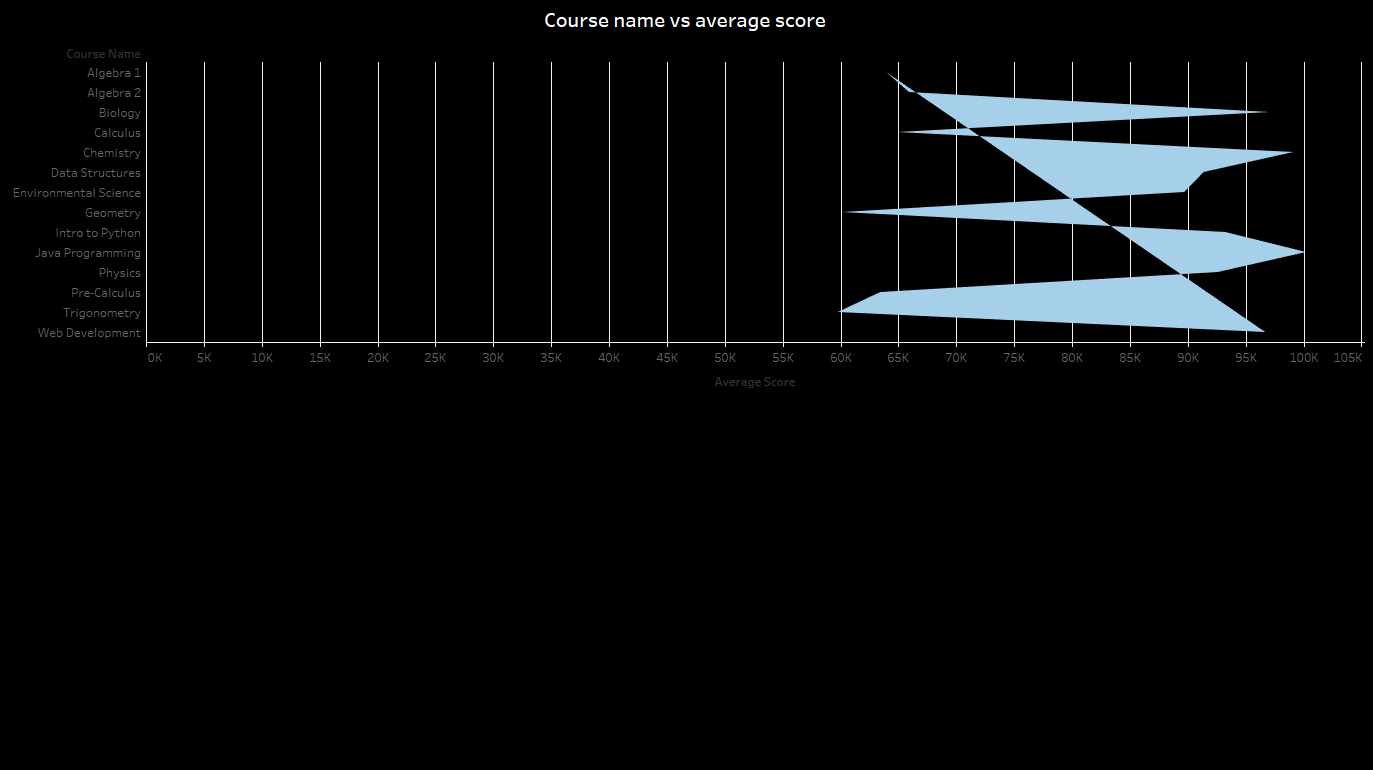 Course name vs average score
Course Name
Algebra 1
Algebra 2
Biology
Calculus
Chemistry
Data Structures
Environmental Science
Geometry
Intro to Python
Java Programming
Physics
Pre-Calculus
Trigonometry
Web Development
0K 5K 10K 15K 20K 25K 30K 35K 40K 45K 50K 55K 60K 65K 70K 75K 80K 85K 90K 95K 100K 105K
Average Score